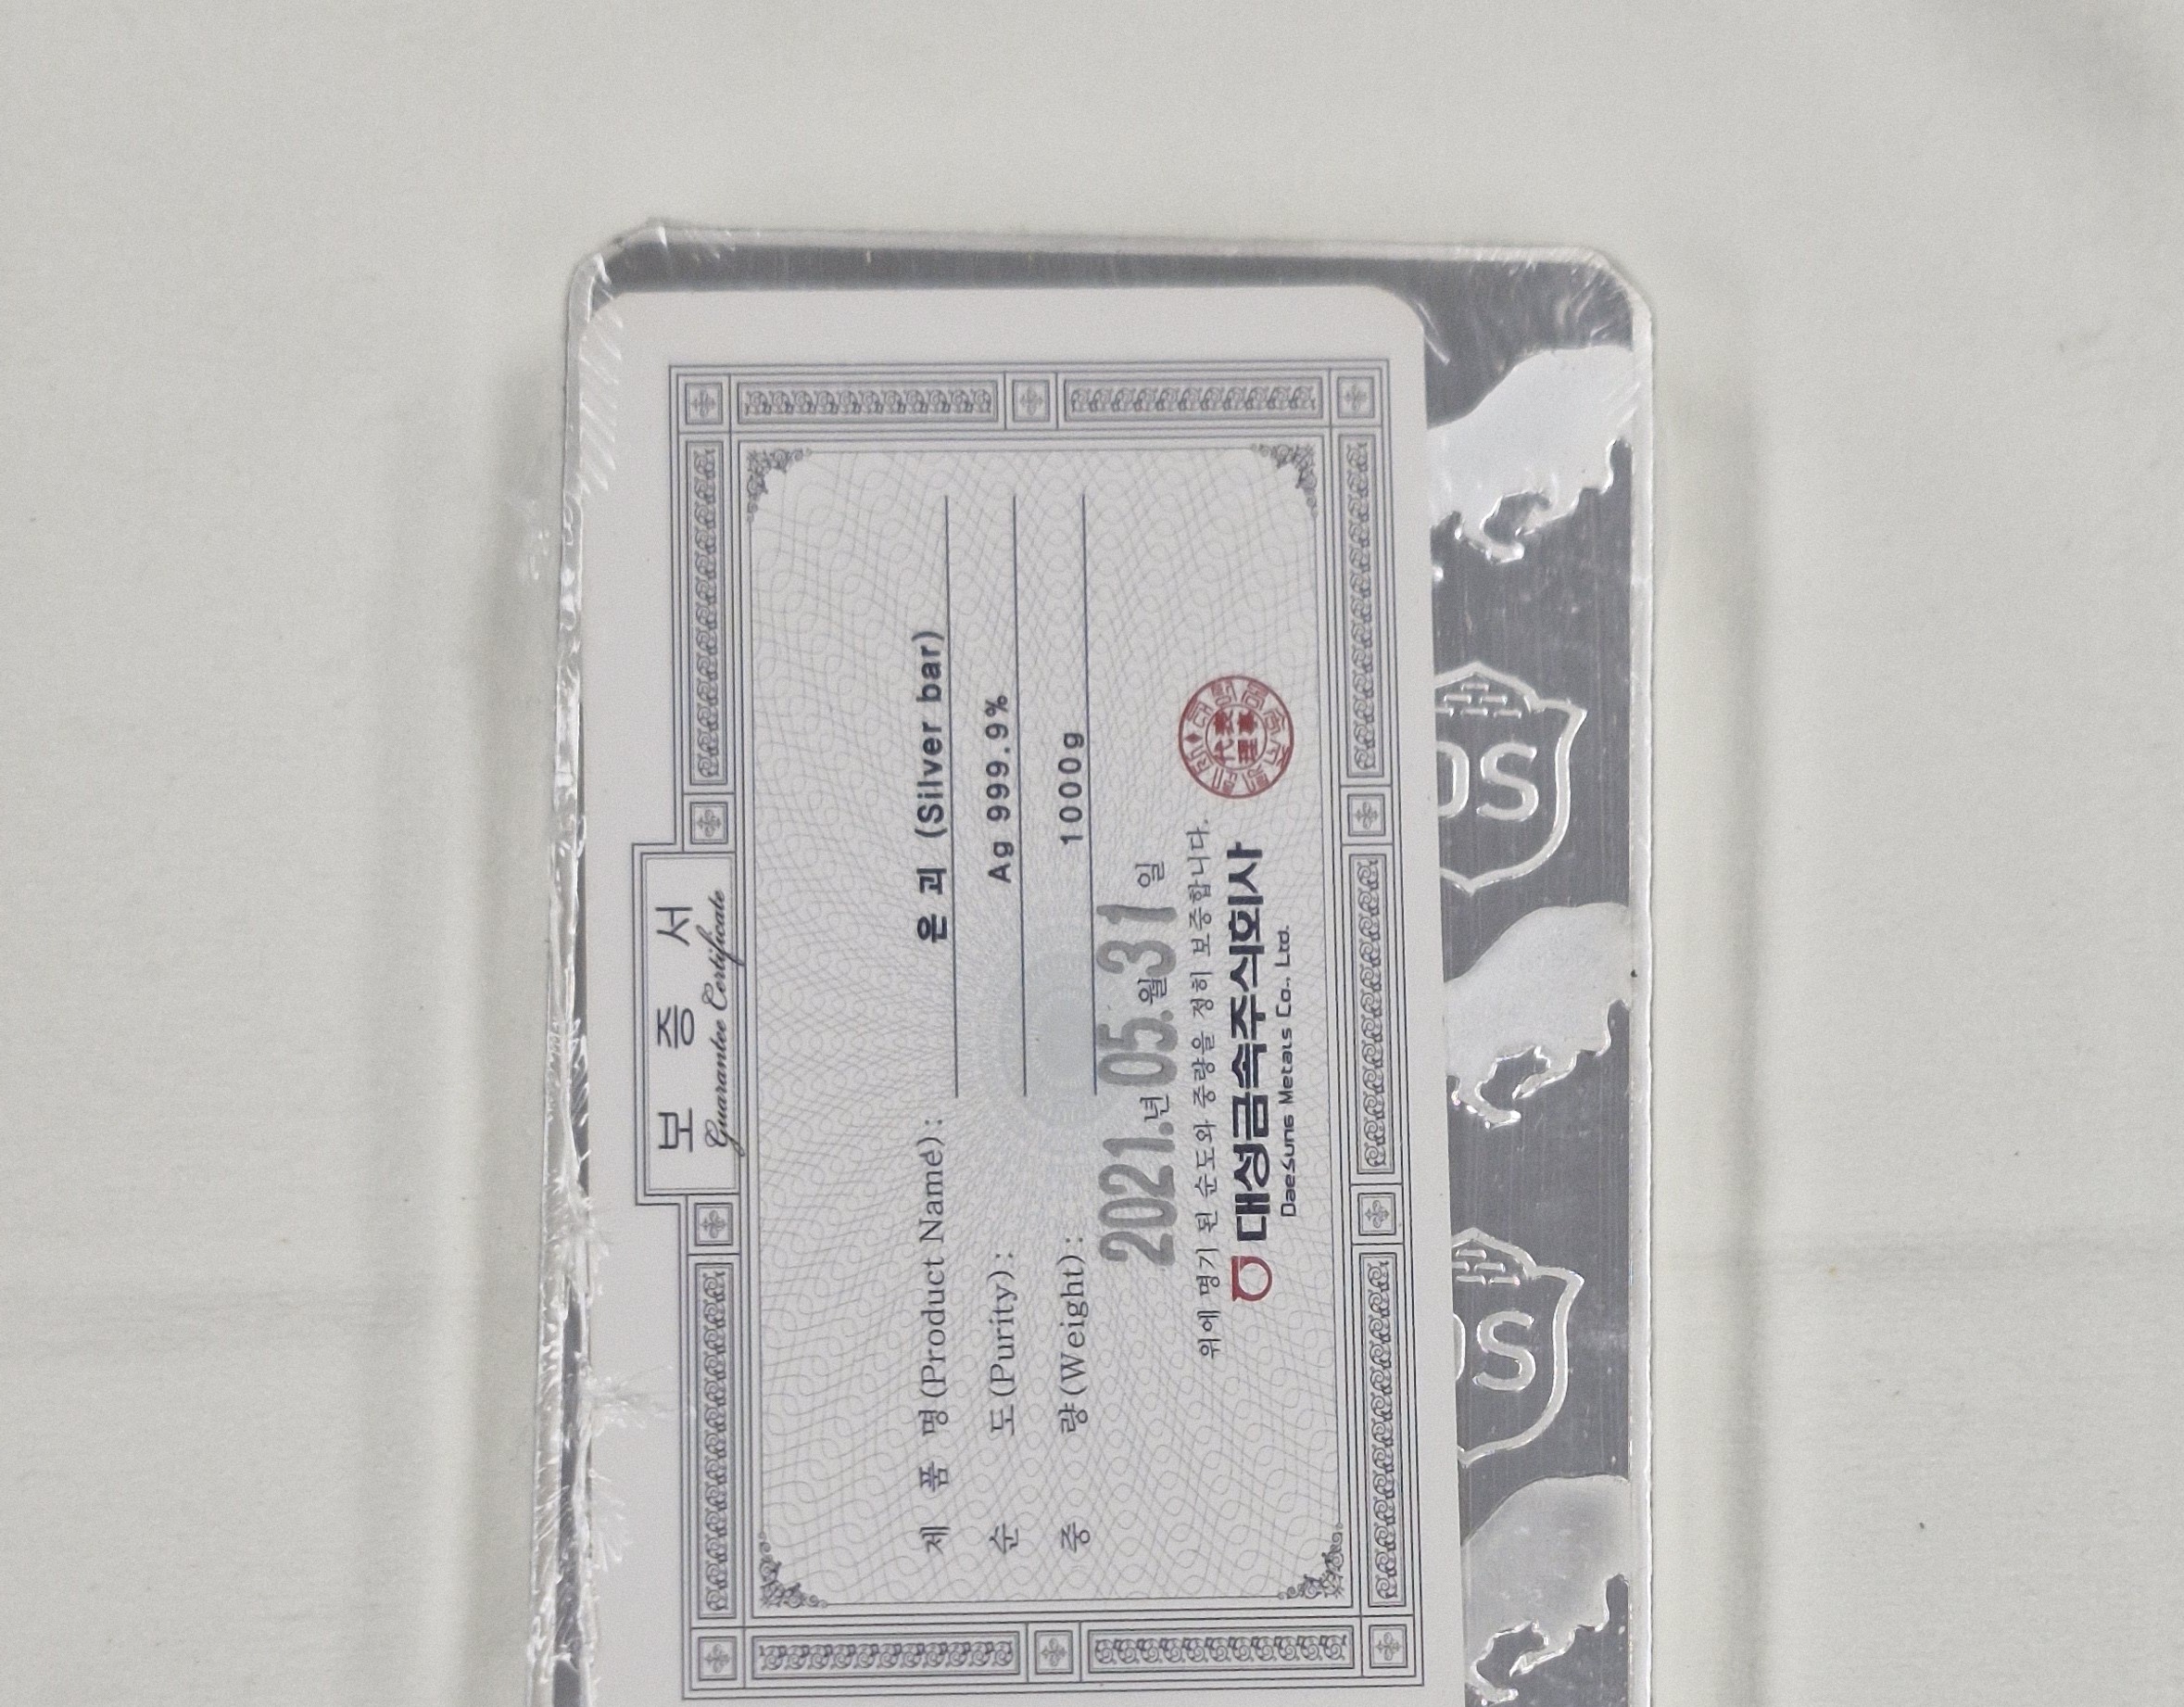 보 증 서
Guarantee Certificate
제 품 명(Product Name): 은 괴 (Silver bar)
순 도(Purity): Ag 999.9%
중 량(Weight): 1000g
2021.년 05.월 31 일
위에 명기 된 순도와 중량을 정히 보증합니다.
대성금속주식회사
DaeSung Metals Co., Ltd.
DS
DS